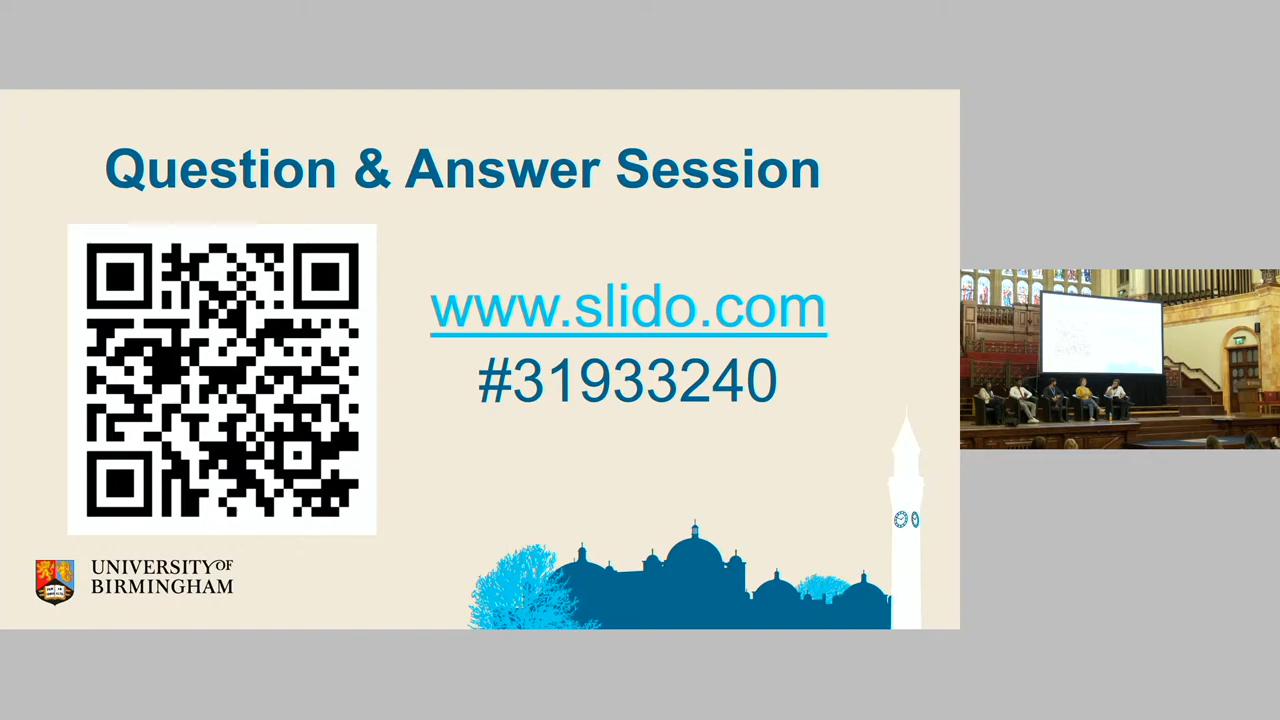 Question & Answer Session
www.slido.com
#31933240
UNIVERSITY OF
BIRMINGHAM